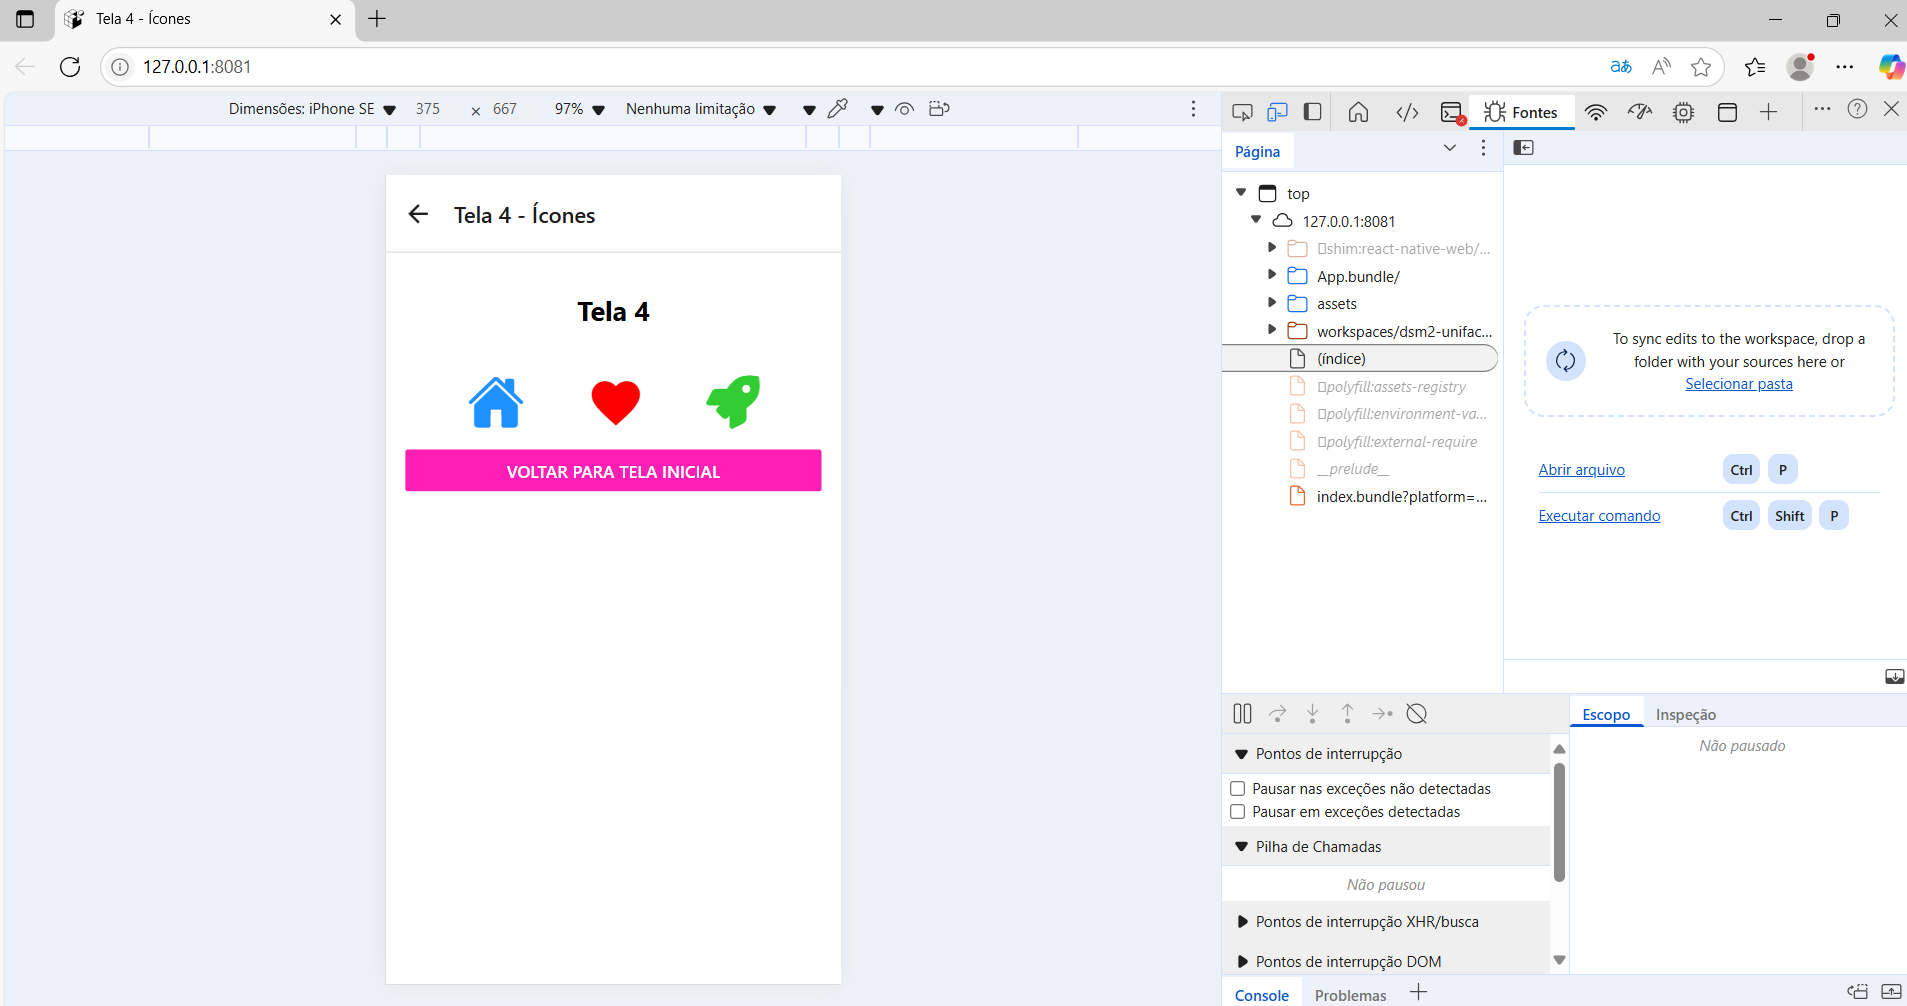 Tela 4 - Ícones
127.0.0.1:8081
Dimensões: iPhone SE 375 × 667 97% Nenhuma limitação
Fontes
Tela 4 - Ícones
Tela 4
VOLTAR PARA TELA INICIAL
Página
top
127.0.0.1:8081
shim:react-native-web/...
App.bundle/
assets
workspaces/dsm2-unifac...
(índice)
polyfill:assets-registry
polyfill:environment-va...
polyfill:external-require
__prelude__
index.bundle?platform=...
To sync edits to the workspace, drop a
folder with your sources here or
Selecionar pasta
Abrir arquivo Ctrl P
Executar comando Ctrl Shift P
Pontos de interrupção
Pausar nas exceções não detectadas
Pausar em exceções detectadas
Pilha de Chamadas
Não pausou
Pontos de interrupção XHR/busca
Pontos de interrupção DOM
Escopo Inspeção
Não pausado
Console Problemas